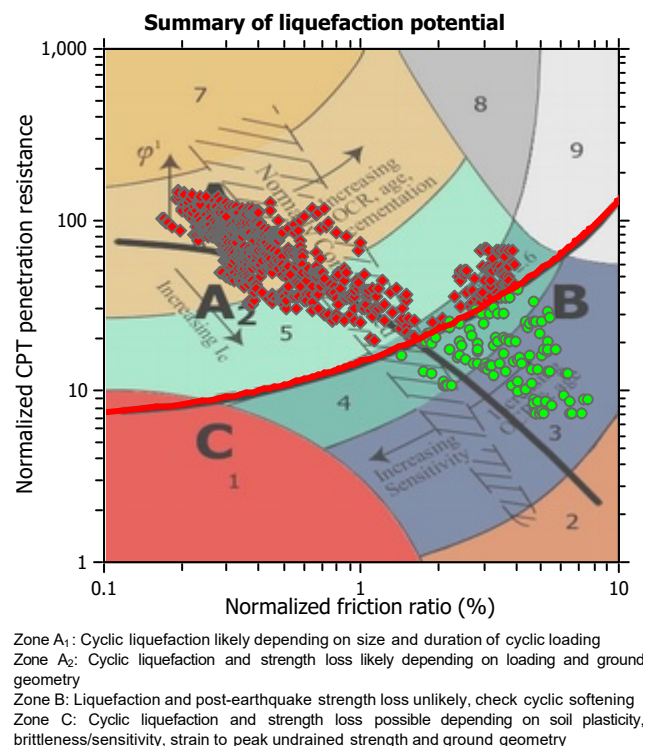 Summary of liquefaction potential
1,000
100
10
1
Normalized CPT penetration resistance
7
8
9
φ'
Increasing
OCR, age,
cementation
A2
Increasing Ic
5
B
4
C
1
3
Increasing
Sensitivity
2
0.1
1
10
Normalized friction ratio (%)
Zone A1: Cyclic liquefaction likely depending on size and duration of cyclic loading
Zone A2: Cyclic liquefaction and strength loss likely depending on loading and ground
geometry
Zone B: Liquefaction and post-earthquake strength loss unlikely, check cyclic softening
Zone C: Cyclic liquefaction and strength loss possible depending on soil plasticity,
brittleness/sensitivity, strain to peak undrained strength and ground geometry